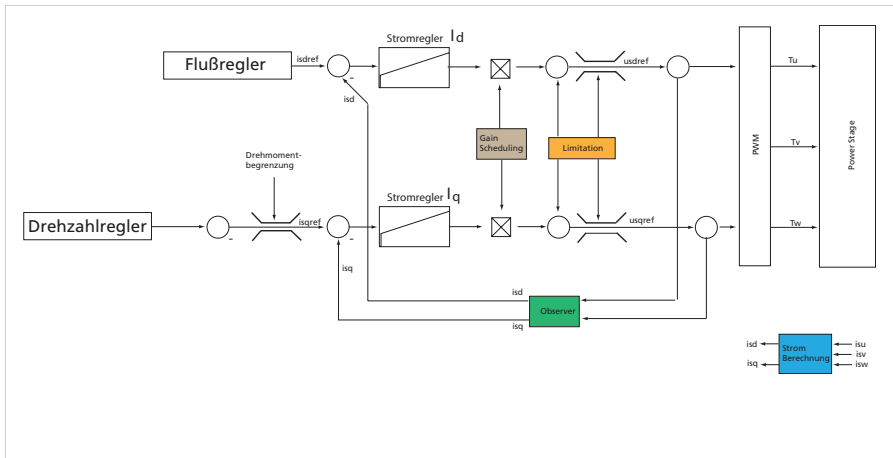 Flußregler
isdref
-
isd
Stromregler Id
usdref
Tu
Gain
Scheduling
Limitation
PWM
Tv
Power Stage
Drehmoment-
begrenzung
Drehzahlregler
-
isqref
-
isq
Stromregler Iq
usqref
Tw
isd
isq
Observer
isd
isq
Strom
Berechnung
isu
isv
isw